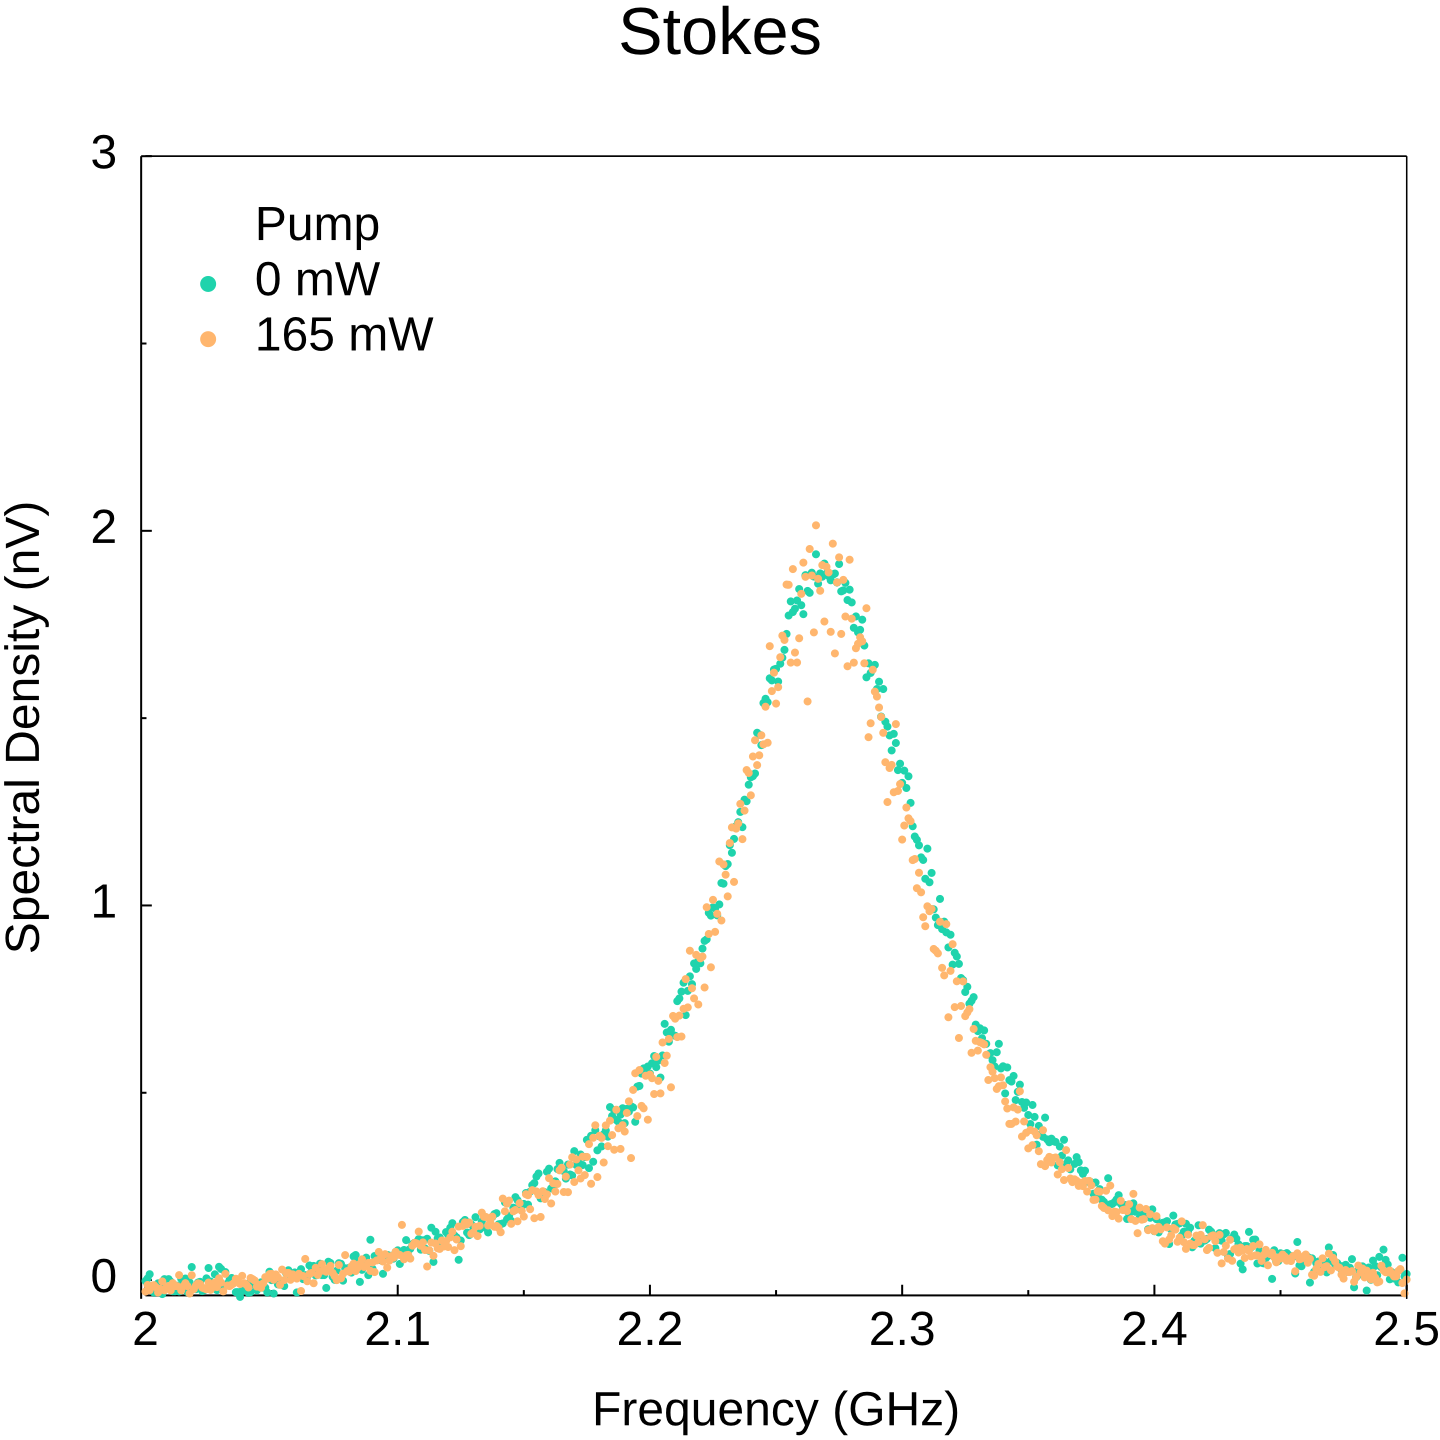 Stokes
3
Pump
0 mW
165 mW
2
Spectral Density (nV)
1
0
2 2.1 2.2 2.3 2.4 2.5
Frequency (GHz)